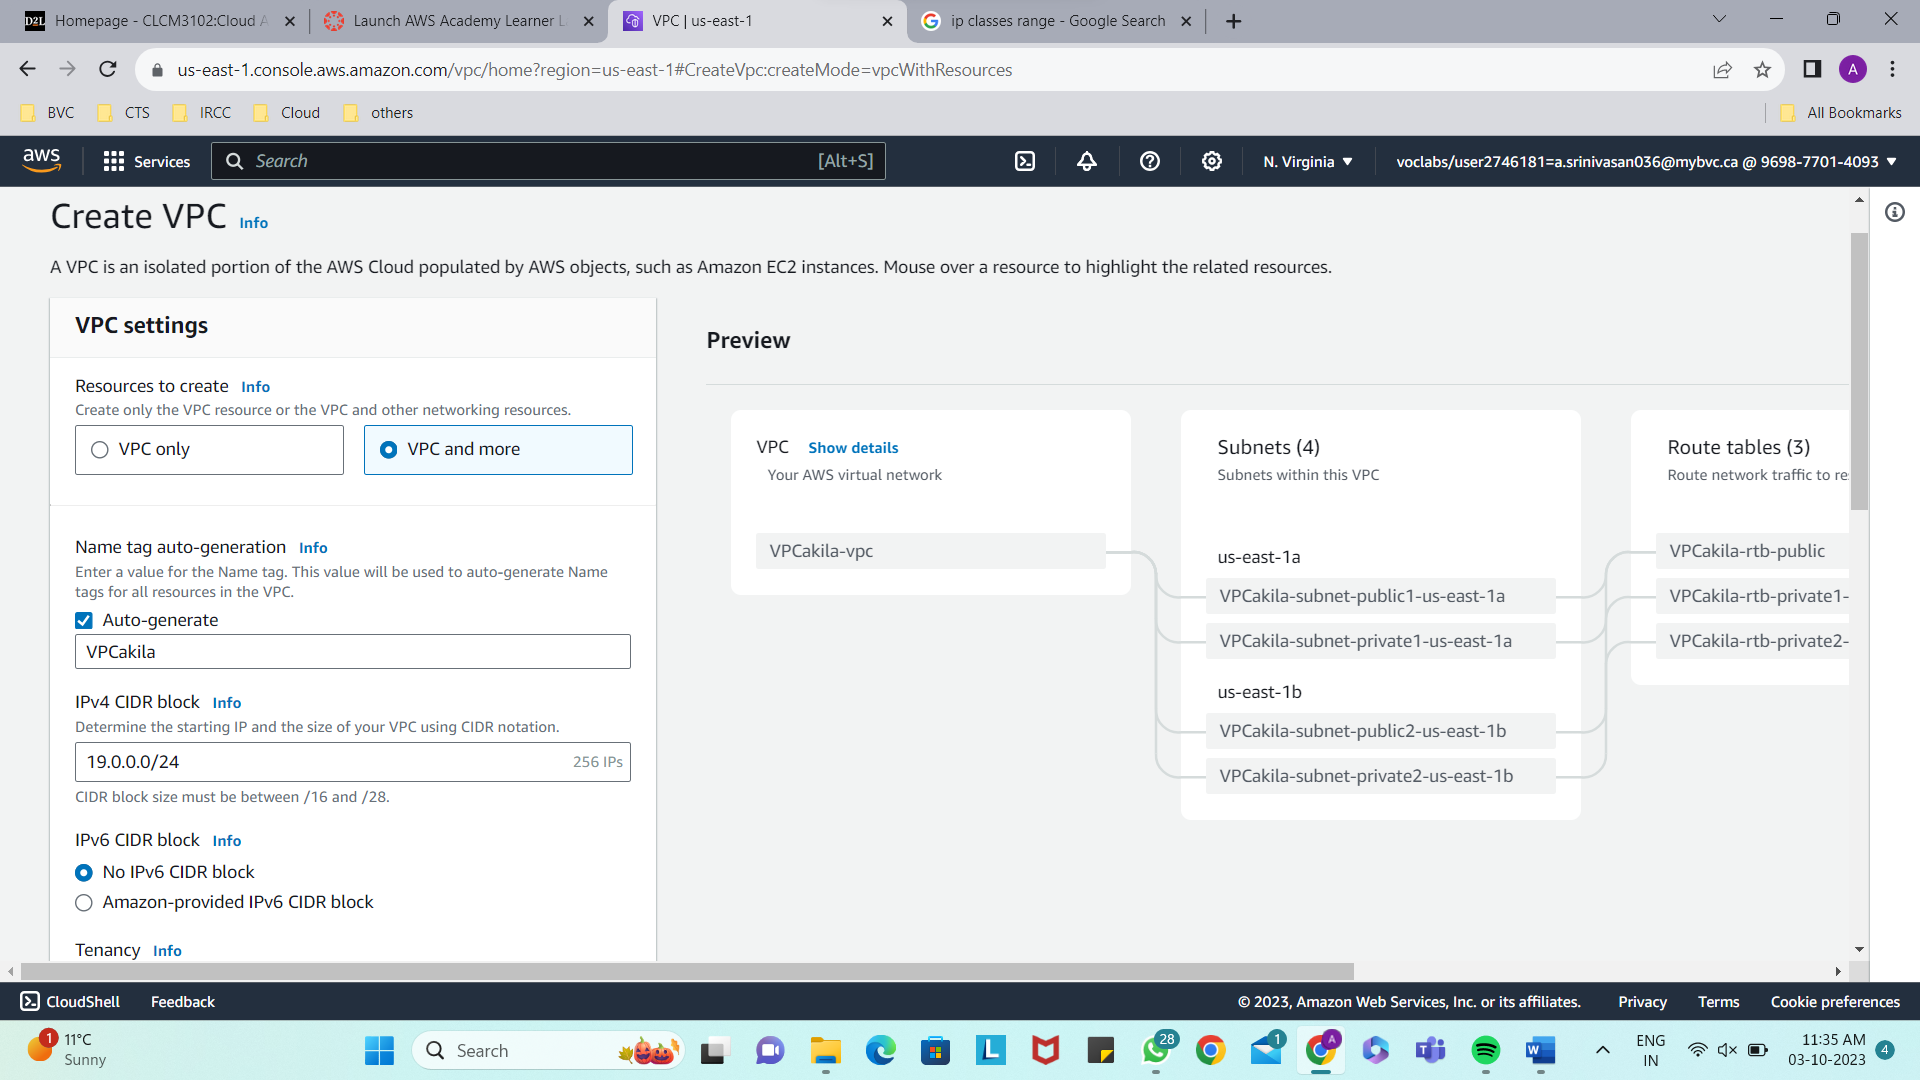 D2L Homepage - CLCM3102:Cloud A
Launch AWS Academy Learner L
VPC | us-east-1
ip classes range - Google Search
us-east-1.console.aws.amazon.com/vpc/home?region=us-east-1#CreateVpc:createMode=vpcWithResources
A
BVC CTS IRCC Cloud others All Bookmarks
aws Services Search [Alt+S] N. Virginia voclabs/user2746181=a.srinivasan036@mybvc.ca @ 9698-7701-4093
Create VPC Info
A VPC is an isolated portion of the AWS Cloud populated by AWS objects, such as Amazon EC2 instances. Mouse over a resource to highlight the related resources.
VPC settings
Resources to create Info
Create only the VPC resource or the VPC and other networking resources.
VPC only
VPC and more
Name tag auto-generation Info
Enter a value for the Name tag. This value will be used to auto-generate Name
tags for all resources in the VPC.
Auto-generate
VPCakila
IPv4 CIDR block Info
Determine the starting IP and the size of your VPC using CIDR notation.
19.0.0.0/24 256 IPs
CIDR block size must be between /16 and /28.
IPv6 CIDR block Info
No IPv6 CIDR block
Amazon-provided IPv6 CIDR block
Tenancy Info
Preview
VPC Show details
Your AWS virtual network
VPCakila-vpc
Subnets (4)
Subnets within this VPC
us-east-1a
VPCakila-subnet-public1-us-east-1a
VPCakila-subnet-private1-us-east-1a
us-east-1b
VPCakila-subnet-public2-us-east-1b
VPCakila-subnet-private2-us-east-1b
Route tables (3)
Route network traffic to re
VPCakila-rtb-public
VPCakila-rtb-private1-
VPCakila-rtb-private2-
CloudShell Feedback © 2023, Amazon Web Services, Inc. or its affiliates. Privacy Terms Cookie preferences
1
11°C
Sunny
Search
28
1
A
ENG
IN
11:35 AM
03-10-2023
4